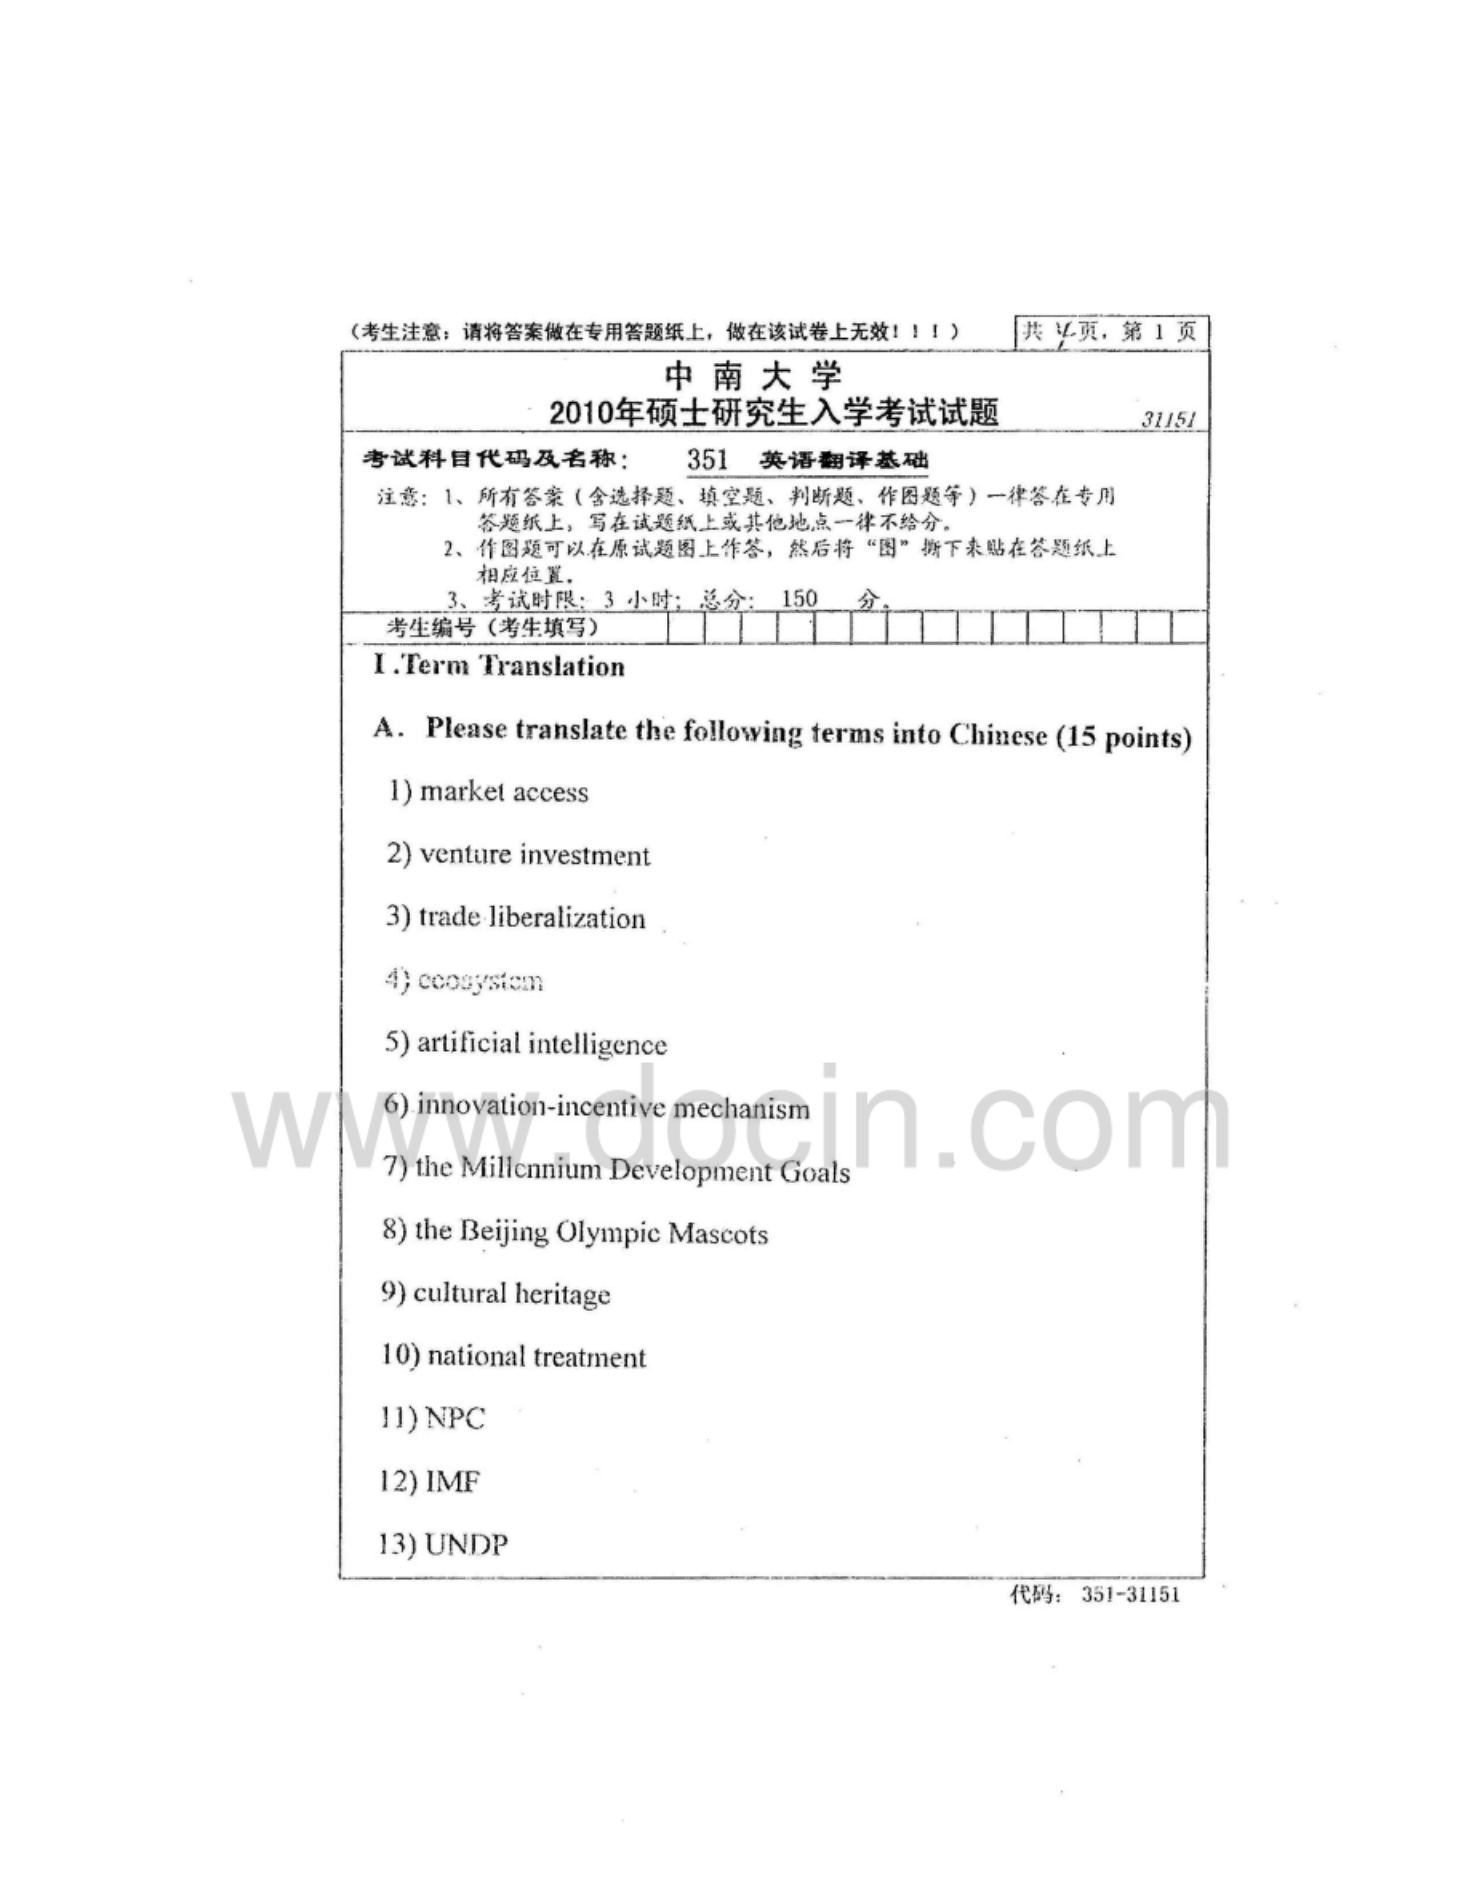 （考生注意：请将答案做在专用答题纸上，做在该试卷上无效！！！）
共 页，第 1 页
中 南 大 学
2010年硕士研究生入学考试试题
31151
考试科目代码及名称： 351 英语翻译基础
注意：1、所有答案（含选择题、填空题、判断题、作图题等）一律答在专用
答题纸上，写在试题纸上或其他地点一律不给分。
2、作图题可以在原试题图上作答，然后将“图”撕下来贴在答题纸上
相应位置。
3、考试时限：3 小时；总分： 150 分。
考生编号（考生填写）
I .Term Translation
A. Please translate the following terms into Chinese (15 points)
1) market access
2) venture investment
3) trade liberalization
4) ecosystem
5) artificial intelligence
6) innovation-incentive mechanism
www.docin.com
7) the Millennium Development Goals
8) the Beijing Olympic Mascots
9) cultural heritage
10) national treatment
11) NPC
12) IMF
13) UNDP
代码： 351-31151